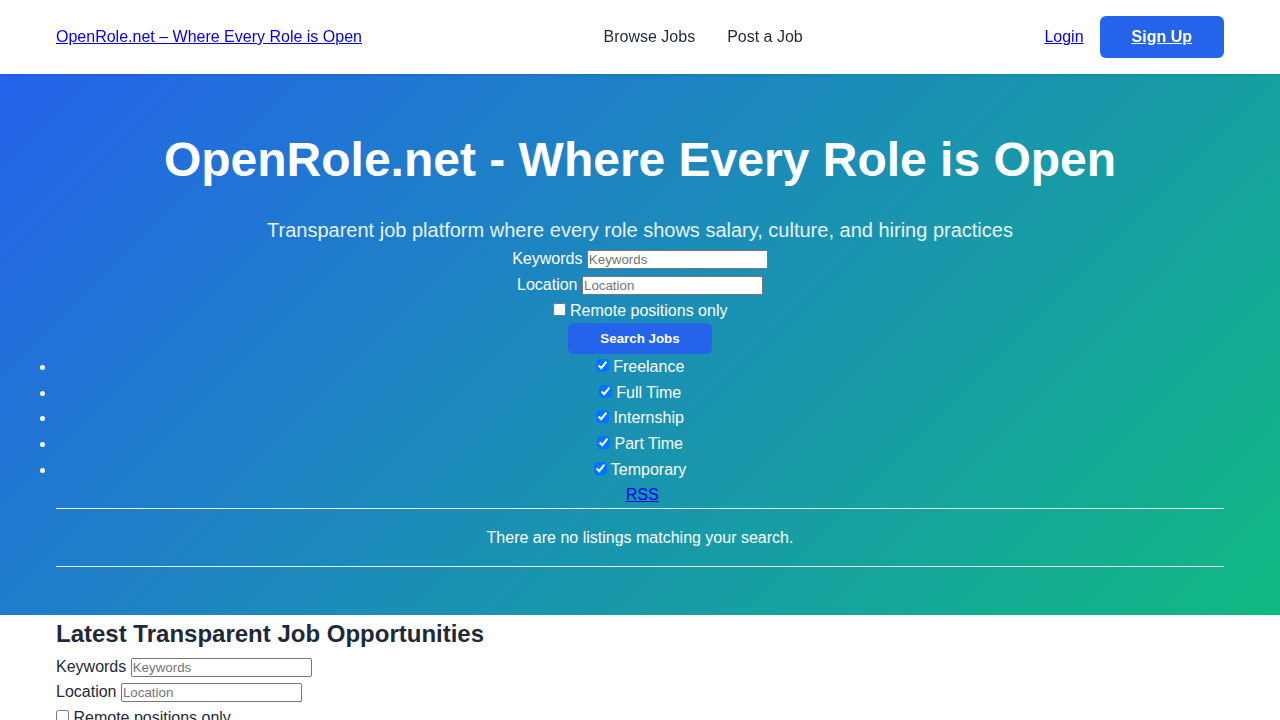 OpenRole.net – Where Every Role is Open
Browse Jobs
Post a Job
Login
Sign Up
OpenRole.net - Where Every Role is Open
Transparent job platform where every role shows salary, culture, and hiring practices
Keywords Keywords
Location Location
Remote positions only
Search Jobs
Freelance
Full Time
Internship
Part Time
Temporary
RSS
There are no listings matching your search.
Latest Transparent Job Opportunities
Keywords Keywords
Location Location
Remote positions only